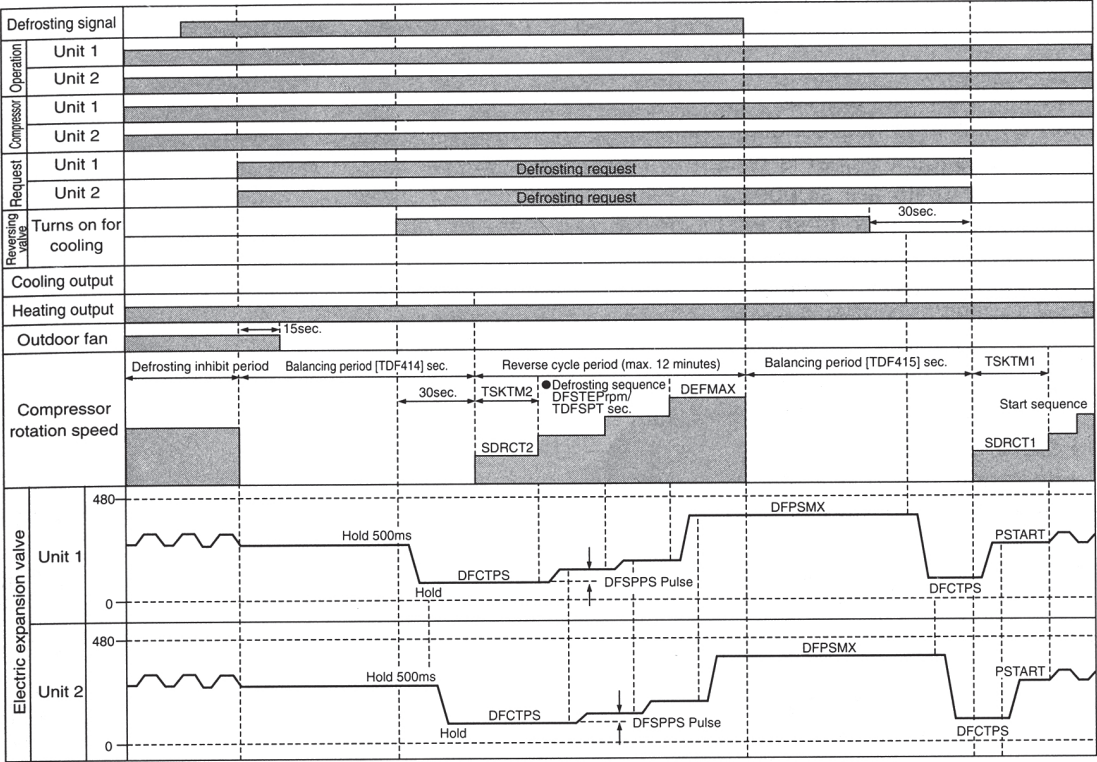 Defrosting signal
Operation
Unit 1
Unit 2
Compressor
Unit 1
Unit 2
Request
Unit 1
Defrosting request
Unit 2
Defrosting request
Reversing
valve
Turns on for
cooling
30sec.
Cooling output
Heating output
Outdoor fan
15sec.
Compressor
rotation speed
Defrosting inhibit period
Balancing period [TDF414] sec.
Reverse cycle period (max. 12 minutes)
Balancing period [TDF415] sec.
TSKTM1
30sec.
TSKTM2
●Defrosting sequence
DFSTEPrpm/
TDFSPT sec.
DEFMAX
SDRCT2
Start sequence
SDRCT1
Electric expansion valve
Unit 1
480
0
Hold 500ms
DFCTPS
Hold
DFSPPS Pulse
DFPSMX
DFCTPS
PSTART
Unit 2
480
0
Hold 500ms
DFCTPS
Hold
DFSPPS Pulse
DFPSMX
DFCTPS
PSTART